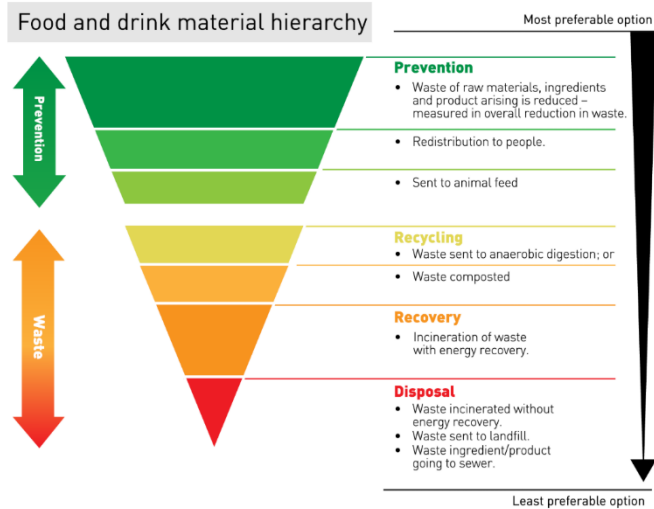 Food and drink material hierarchy
Most preferable option
Prevention
Prevention
• Waste of raw materials, ingredients
and product arising is reduced –
measured in overall reduction in waste.
• Redistribution to people.
• Sent to animal feed
Waste
Recycling
• Waste sent to anaerobic digestion; or
• Waste composted
Recovery
• Incineration of waste
with energy recovery.
Disposal
• Waste incinerated without
energy recovery.
• Waste sent to landfill.
• Waste ingredient/product
going to sewer.
Least preferable option